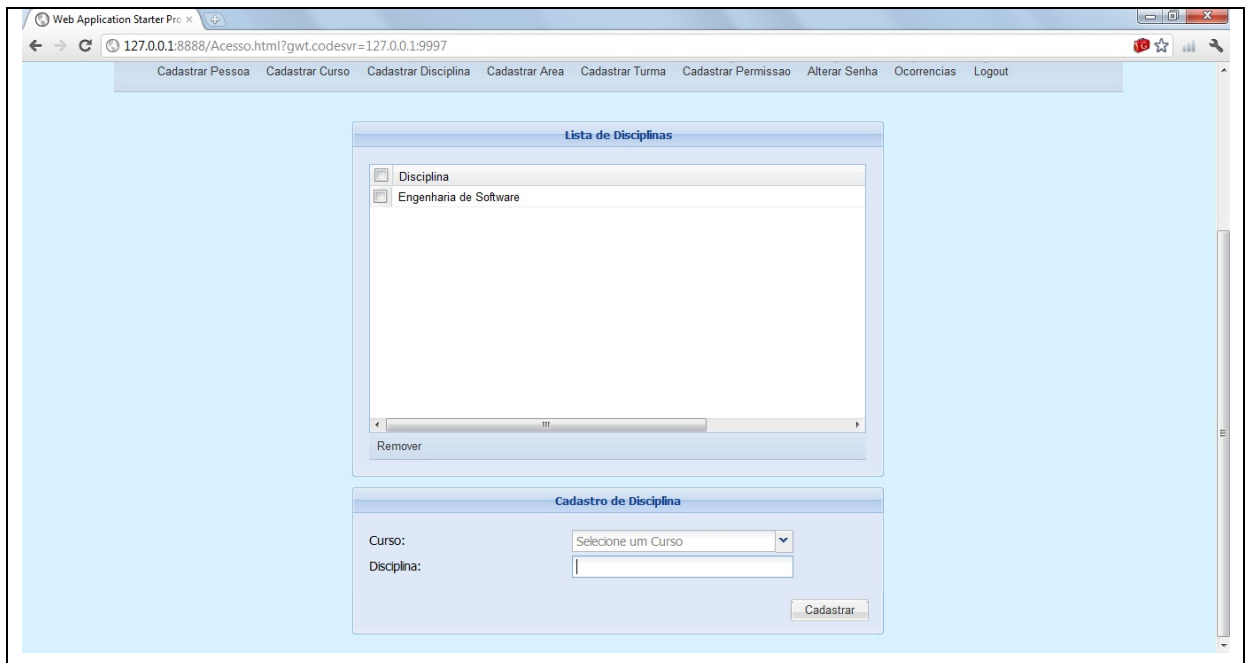 Web Application Starter Pro
127.0.0.1:8888/Acesso.html?gwt.codesvr=127.0.0.1:9997
Cadastrar Pessoa Cadastrar Curso Cadastrar Disciplina Cadastrar Area Cadastrar Turma Cadastrar Permissao Alterar Senha Ocorrencias Logout
Lista de Disciplinas
Disciplina
Engenharia de Software
Remover
Cadastro de Disciplina
Curso: Selecione um Curso
Disciplina:
Cadastrar